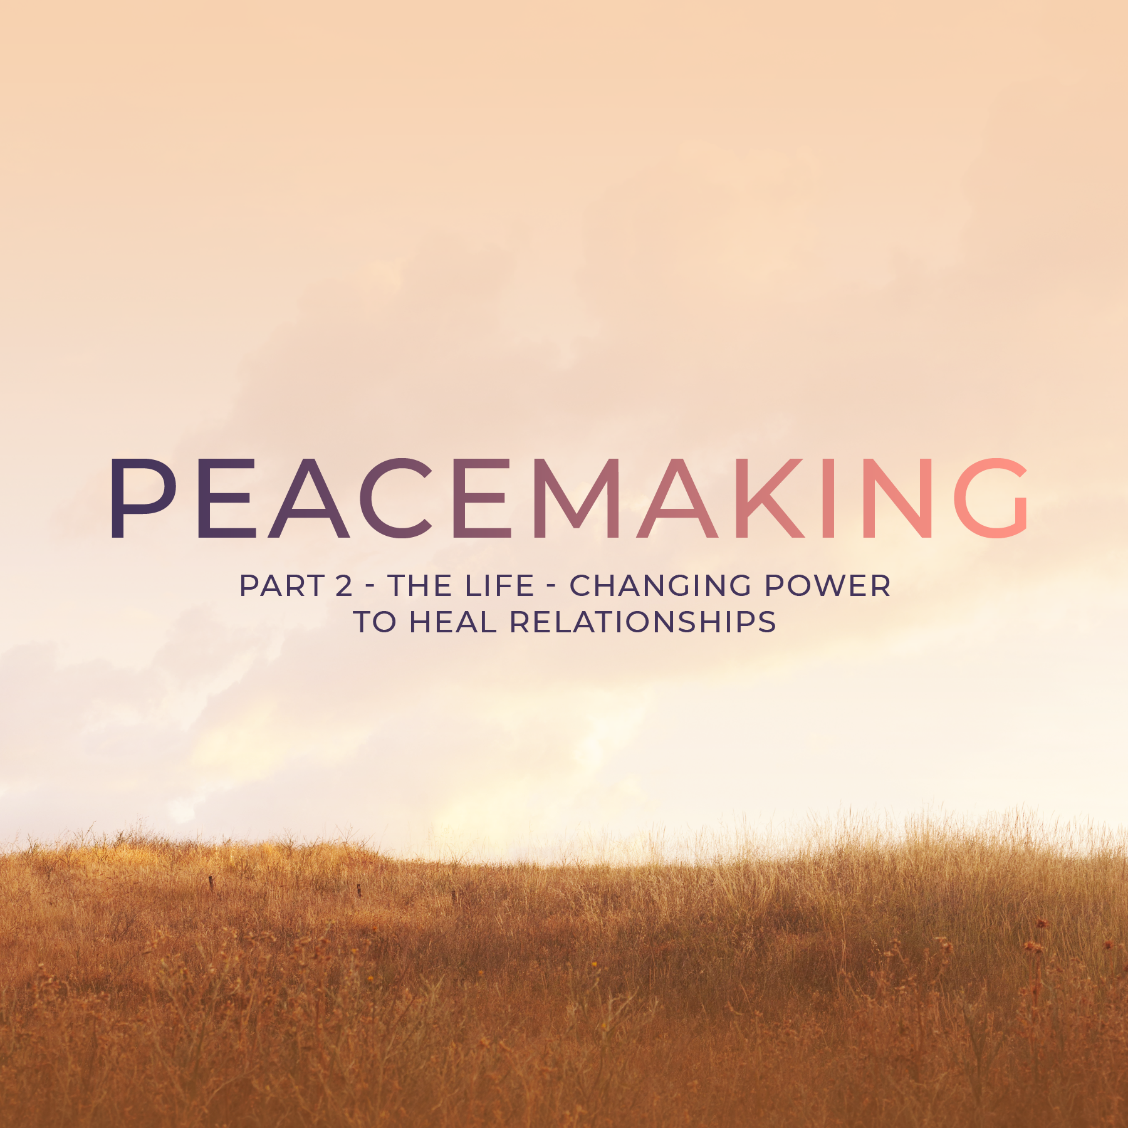 PEACEMAKING
PART 2 - THE LIFE - CHANGING POWER
TO HEAL RELATIONSHIPS